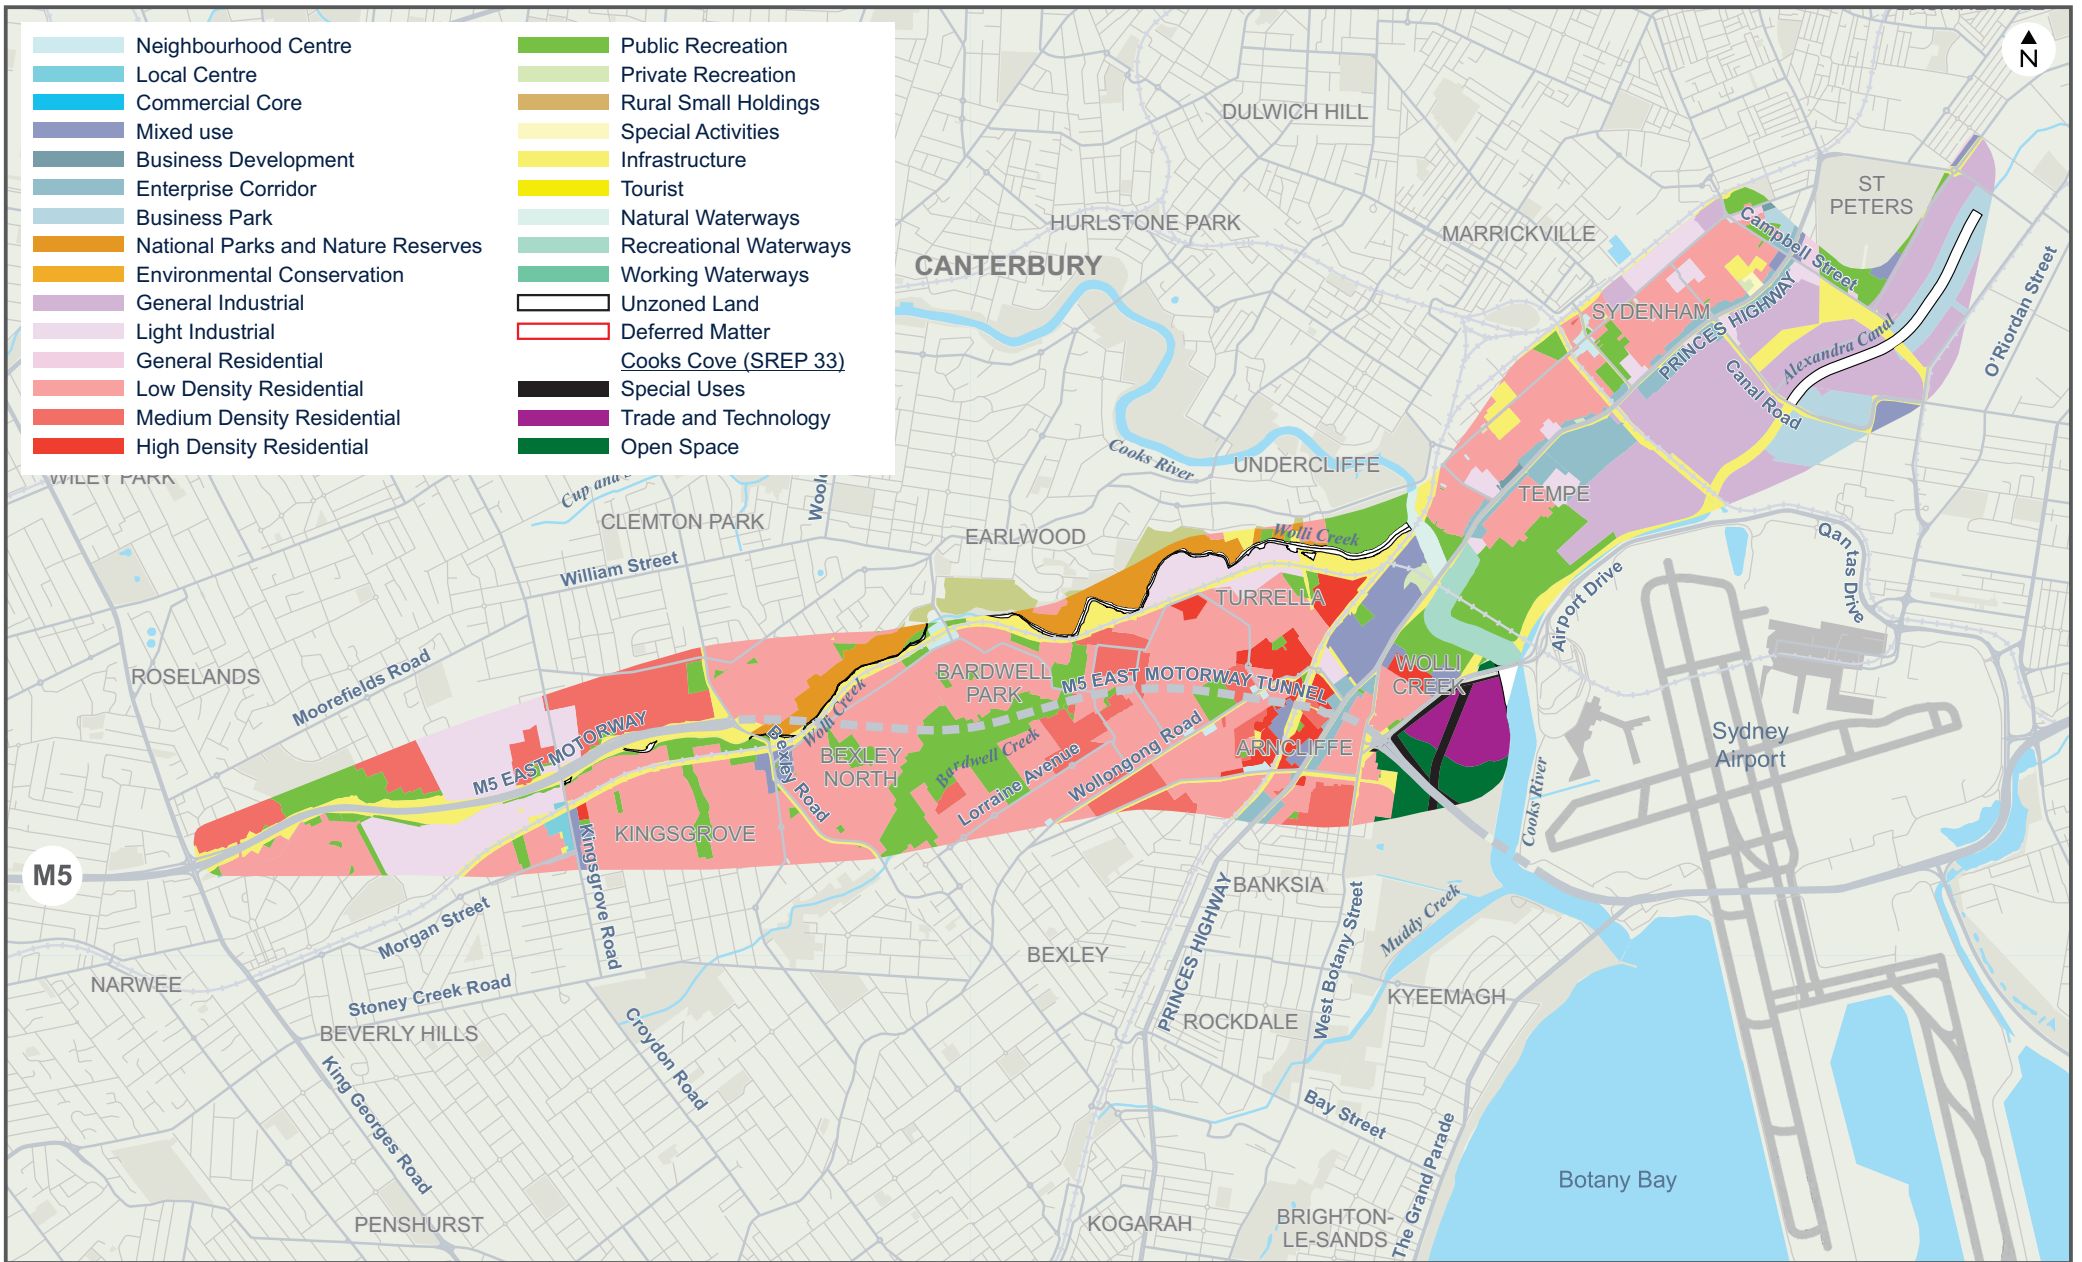 Neighbourhood Centre
Local Centre
Commercial Core
Mixed use
Business Development
Enterprise Corridor
Business Park
National Parks and Nature Reserves
Environmental Conservation
General Industrial
Light Industrial
General Residential
Low Density Residential
Medium Density Residential
High Density Residential
Public Recreation
Private Recreation
Rural Small Holdings
Special Activities
Infrastructure
Tourist
Natural Waterways
Recreational Waterways
Working Waterways
Unzoned Land
Deferred Matter
Cooks Cove (SREP 33)
Special Uses
Trade and Technology
Open Space
N
DULWICH HILL
ST
PETERS
HURLSTONE PARK
MARRICKVILLE
Campbell Street
CANTERBURY
O'Riordan Street
SYDENHAM
PRINCES HIGHWAY
Alexandra Canal
Canal Road
Cooks River
UNDERCLIFFE
WILEY PARK
Cup and
TEMPE
CLEMTON PARK
EARLWOOD
Wolli Creek
Qantas Drive
William Street
TURRELLA
Airport Drive
ROSELANDS
Moorefields Road
BARDWELL
PARK
M5 EAST MOTORWAY TUNNEL
WOLLI
CREEK
Wolli Creek
M5 EAST MOTORWAY
Bexley Road
BEXLEY
NORTH
Bardwell Creek
Lorraine Avenue
Wollongong Road
ARNCLIFFE
Sydney
Airport
Cooks River
KINGSGROVE
Kingsgrove Road
M5
BANKSIA
Morgan Street
PRINCES HIGHWAY
West Botany Street
Muddy Creek
BEXLEY
NARWEE
Stoney Creek Road
KYEEMAGH
BEVERLY HILLS
Croydon Road
ROCKDALE
King Georges Road
Bay Street
The Grand Parade
Botany Bay
PENSHURST
KOGARAH
BRIGHTON-
LE-SANDS